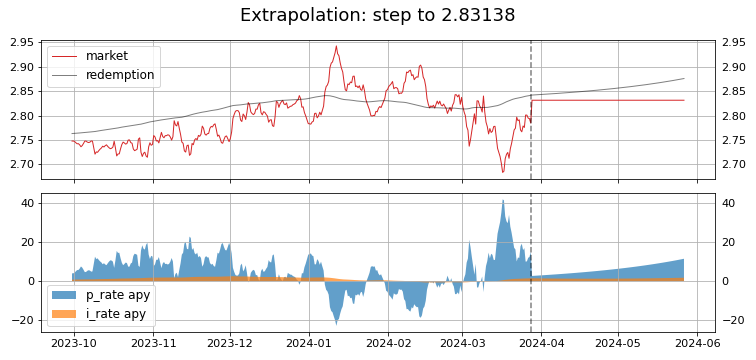 Extrapolation: step to 2.83138
2.95 2.95
market
redemption
2.90 2.90
2.85 2.85
2.80 2.80
2.75 2.75
2.70 2.70
40 40
20 20
0 0
p_rate apy
i_rate apy
−20 −20
2023-10 2023-11 2023-12 2024-01 2024-02 2024-03 2024-04 2024-05 2024-06